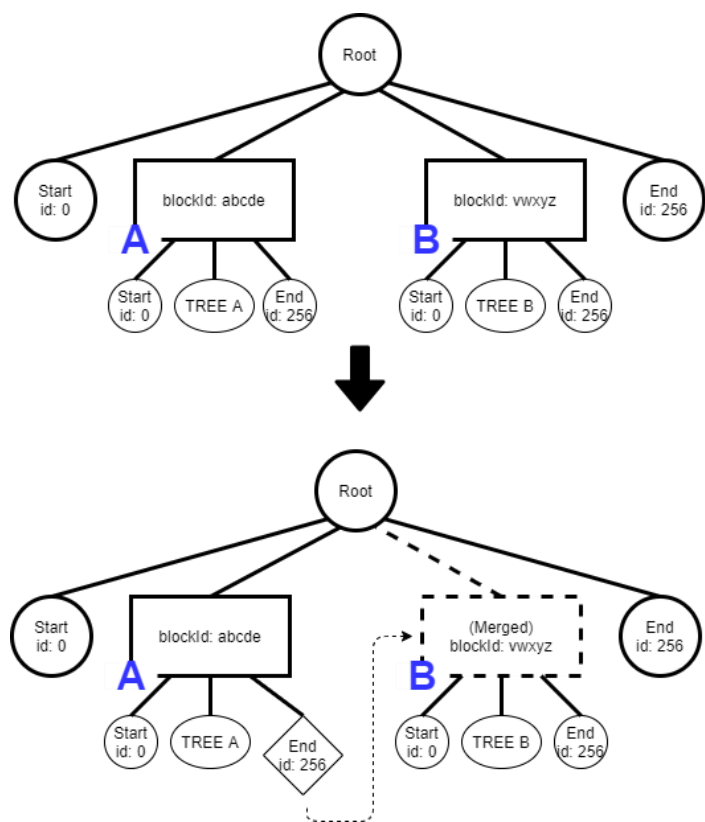 Root
Start
id: 0
blockId: abcde
A
blockId: vwxyz
B
End
id: 256
Start
id: 0
TREE A
End
id: 256
Start
id: 0
TREE B
End
id: 256
Root
Start
id: 0
blockId: abcde
A
(Merged)
blockId: vwxyz
B
End
id: 256
Start
id: 0
TREE A
End
id: 256
Start
id: 0
TREE B
End
id: 256